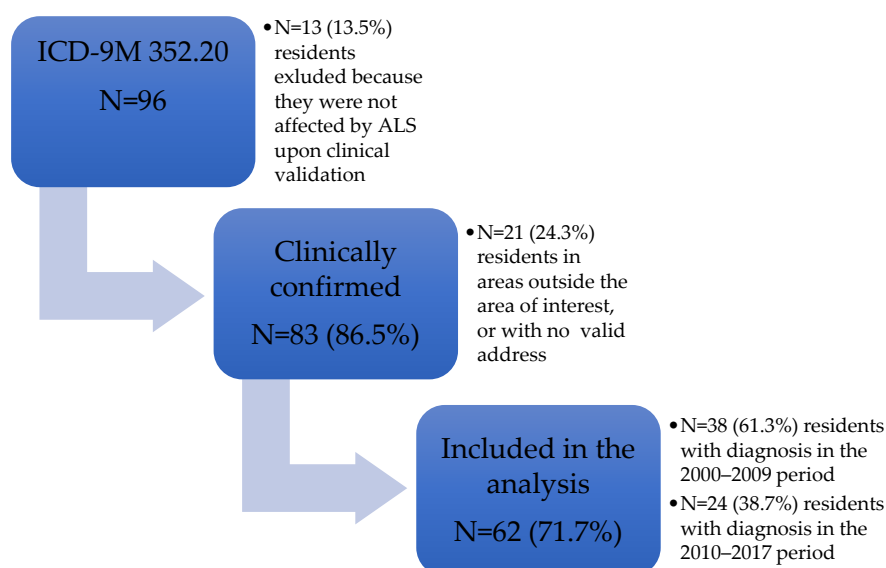 ICD-9M 352.20
N=96
•N=13 (13.5%)
residents
exluded because
they were not
affected by ALS
upon clinical
validation
Clinically
confirmed
N=83 (86.5%)
•N=21 (24.3%)
residents in
areas outside the
area of interest,
or with no valid
address
Included in the
analysis
N=62 (71.7%)
•N=38 (61.3%) residents
with diagnosis in the
2000–2009 period
•N=24 (38.7%) residents
with diagnosis in the
2010–2017 period